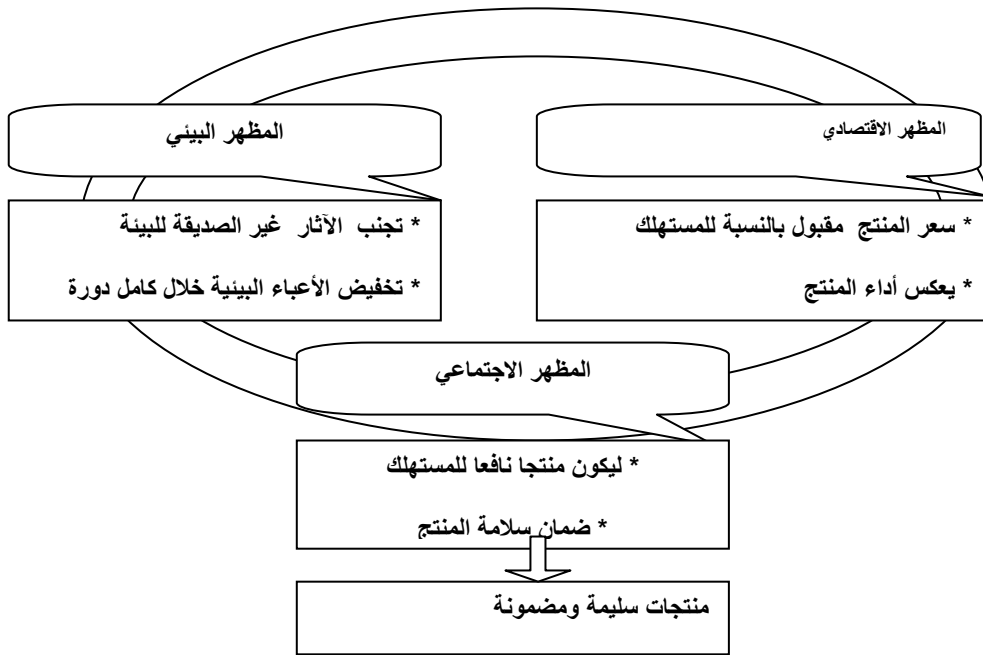 المظهر الاقتصادي
* سعر المنتج مقبول بالنسبة للمستهلك
* يعكس أداء المنتج
المظهر البيئي
* تجنب الآثار غير الصديقة للبيئة
* تخفيض الأعباء البيئية خلال كامل دورة
المظهر الاجتماعي
* ليكون منتجا نافعا للمستهلك
* ضمان سلامة المنتج
منتجات سليمة ومضمونة